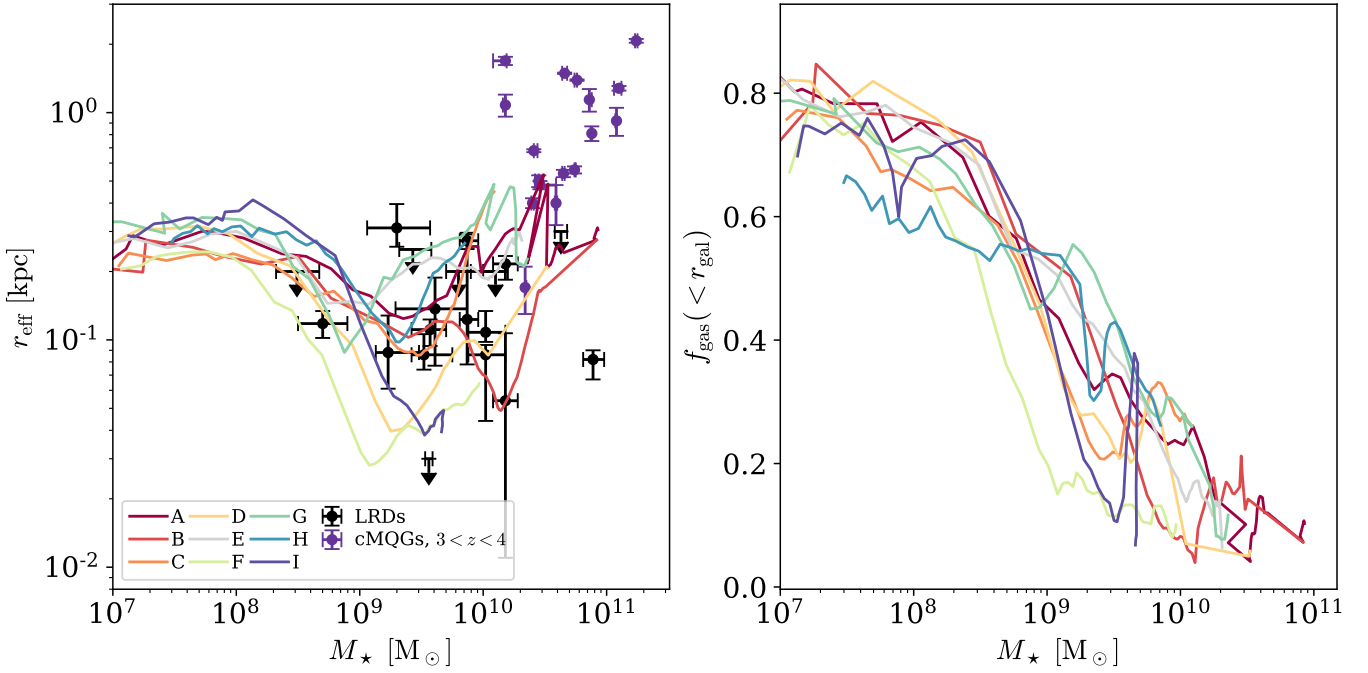 r_eff [kpc]
10^0
10^-1
10^-2
A D G LRDs
B E H cMQGs, 3 < z < 4
C F I
10^7 10^8 10^9 10^10 10^11
M_⋆ [M_⊙]
f_gas(< r_gal)
0.8
0.6
0.4
0.2
0.0
10^7 10^8 10^9 10^10 10^11
M_⋆ [M_⊙]